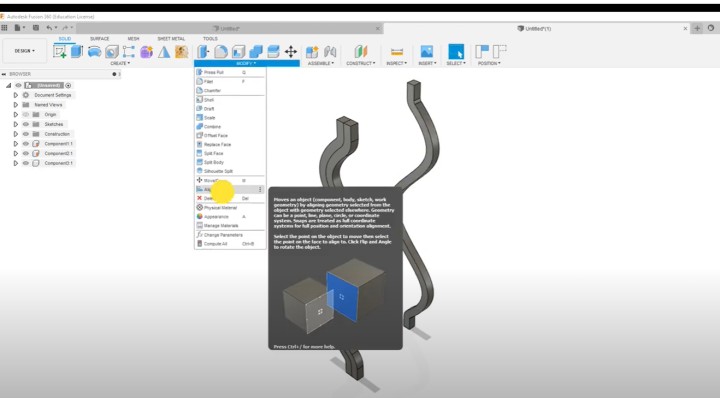 Autodesk Fusion 360 (Education License)
Untitled*
Untitled*(1)
SOLID
SURFACE
MESH
SHEET METAL
TOOLS
DESIGN
CREATE
MODIFY
ASSEMBLE
CONSTRUCT
INSPECT
INSERT
SELECT
POSITION
BROWSER
(Unsaved)
Document Settings
Named Views
Origin
Sketches
Construction
Component1:1
Component2:1
Component3:1
Press Pull Q
Fillet F
Chamfer
Shell
Draft
Scale
Combine
Offset Face
Replace Face
Split Face
Split Body
Silhouette Split
Move
Delete Del
Physical Material
Appearance A
Manage Materials
Change Parameters
Compute All Ctrl+B
Moves an object (component, body, sketch, work
geometry) by aligning geometry selected from the
object with geometry selected elsewhere. Geometry
can be a point, line, plane, circle, or coordinate
system. Snaps are treated as full coordinate
systems for full position and orientation alignment.
Select the point on the object to move then select
the point on the face to align to. Click Flip and Angle
to rotate the object.
Press Ctrl+/ for more help.